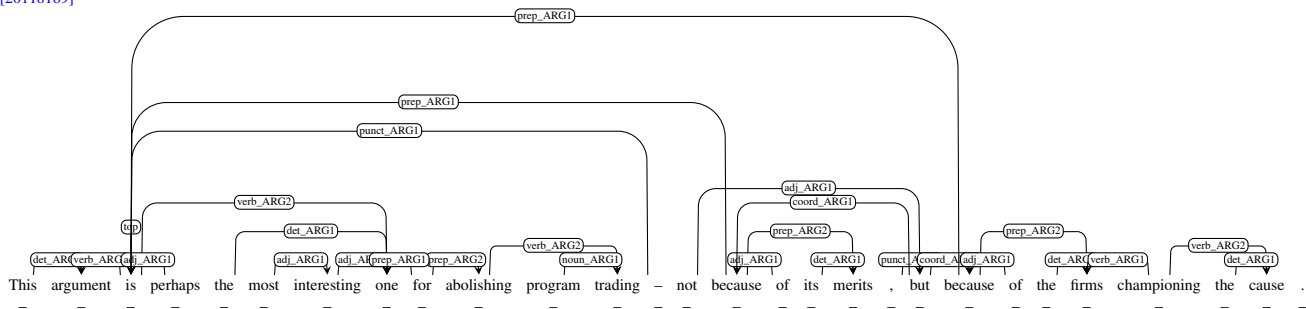 prep_ARG1
prep_ARG1
punct_ARG1
adj_ARG1
verb_ARG2 coord_ARG1
top
det_ARG1 prep_ARG2 prep_ARG2
verb_ARG2 verb_ARG2
adj_ARG1 adj_ARG1 prep_ARG1 prep_ARG2 noun_ARG1 adj_ARG1 det_ARG1 adj_ARG1 verb_ARG1 det_ARG1
This argument is perhaps the most interesting one for abolishing program trading – not because of its merits , but because of the firms championing the cause .
_ _ _ _ _ _ _ _ _ _ _ _ _ _ _ _ _ _ _ _ _ _ _ _ _ _ _ _